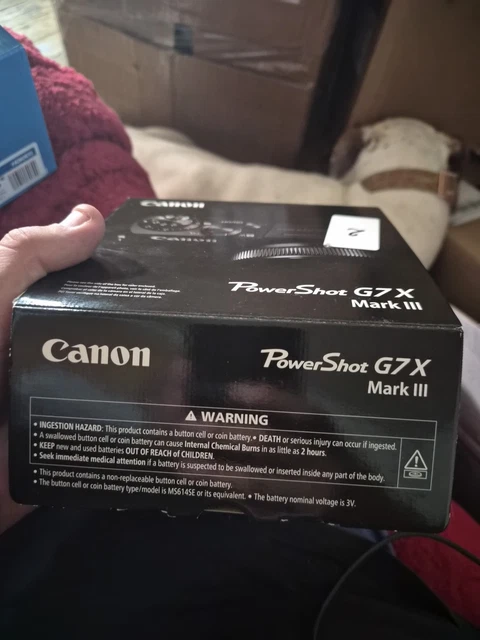 Canon
Canon
2
PowerShot G7X
Mark III
Canon
PowerShot G7X
Mark III
WARNING
• INGESTION HAZARD: This product contains a button cell or coin battery. • DEATH or serious injury can occur if ingested.
• A swallowed button cell or coin battery can cause Internal Chemical Burns in as little as 2 hours.
• KEEP new and used batteries OUT OF REACH of CHILDREN.
• Seek immediate medical attention if a battery is suspected to be swallowed or inserted inside any part of the body.
• This product contains a non-replaceable button cell or coin battery.
• The button cell or coin battery type/model is MS614SE or its equivalent. • The battery nominal voltage is 3V.